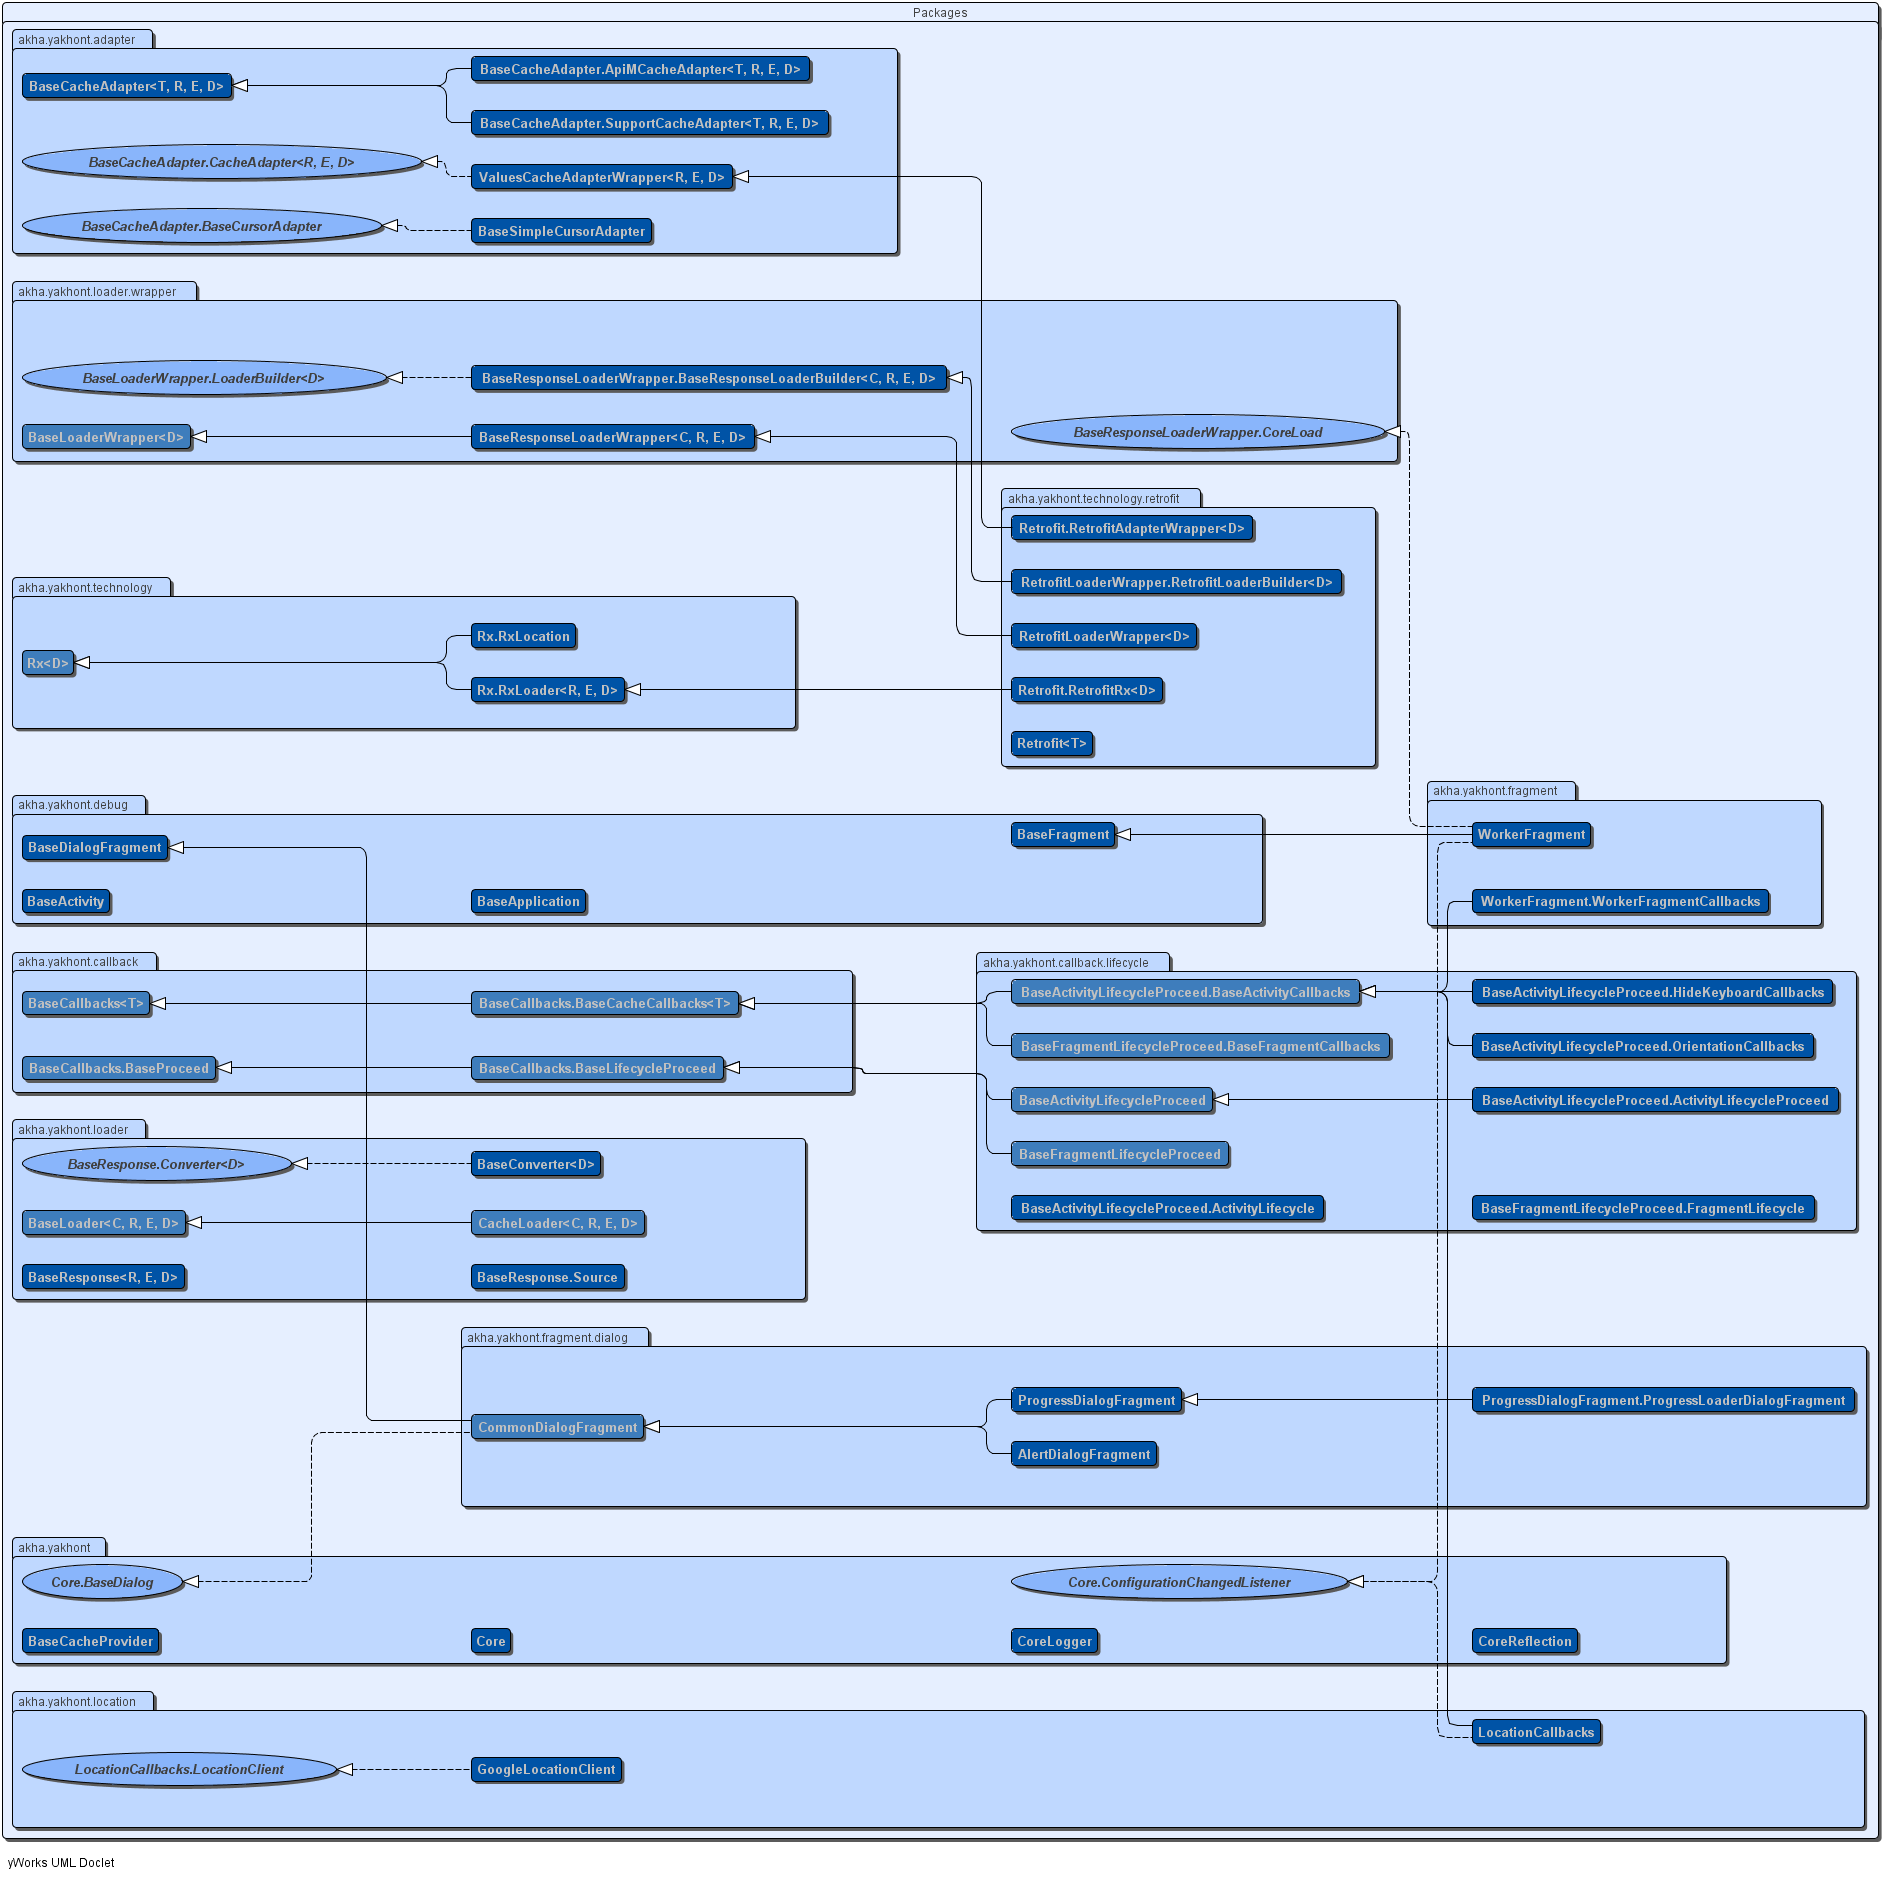 Packages
akha.yakhont.adapter
BaseCacheAdapter<T, R, E, D>
BaseCacheAdapter.ApiMCacheAdapter<T, R, E, D>
BaseCacheAdapter.SupportCacheAdapter<T, R, E, D>
BaseCacheAdapter.CacheAdapter<R, E, D>
ValuesCacheAdapterWrapper<R, E, D>
BaseCacheAdapter.BaseCursorAdapter
BaseSimpleCursorAdapter
akha.yakhont.loader.wrapper
BaseLoaderWrapper.LoaderBuilder<D>
BaseResponseLoaderWrapper.BaseResponseLoaderBuilder<C, R, E, D>
BaseLoaderWrapper<D>
BaseResponseLoaderWrapper<C, R, E, D>
BaseResponseLoaderWrapper.CoreLoad
akha.yakhont.technology.retrofit
Retrofit.RetrofitAdapterWrapper<D>
RetrofitLoaderWrapper.RetrofitLoaderBuilder<D>
RetrofitLoaderWrapper<D>
Retrofit.RetrofitRx<D>
Retrofit<T>
akha.yakhont.technology
Rx<D>
Rx.RxLocation
Rx.RxLoader<R, E, D>
akha.yakhont.debug
BaseDialogFragment
BaseFragment
BaseActivity
BaseApplication
akha.yakhont.fragment
WorkerFragment
WorkerFragment.WorkerFragmentCallbacks
akha.yakhont.callback
BaseCallbacks<T>
BaseCallbacks.BaseCacheCallbacks<T>
BaseCallbacks.BaseProceed
BaseCallbacks.BaseLifecycleProceed
akha.yakhont.callback.lifecycle
BaseActivityLifecycleProceed.BaseActivityCallbacks
BaseActivityLifecycleProceed.HideKeyboardCallbacks
BaseFragmentLifecycleProceed.BaseFragmentCallbacks
BaseActivityLifecycleProceed.OrientationCallbacks
BaseActivityLifecycleProceed
BaseActivityLifecycleProceed.ActivityLifecycleProceed
BaseFragmentLifecycleProceed
BaseActivityLifecycleProceed.ActivityLifecycle
BaseFragmentLifecycleProceed.FragmentLifecycle
akha.yakhont.loader
BaseResponse.Converter<D>
BaseConverter<D>
BaseLoader<C, R, E, D>
CacheLoader<C, R, E, D>
BaseResponse<R, E, D>
BaseResponse.Source
akha.yakhont.fragment.dialog
CommonDialogFragment
ProgressDialogFragment
ProgressDialogFragment.ProgressLoaderDialogFragment
AlertDialogFragment
akha.yakhont
Core.BaseDialog
Core.ConfigurationChangedListener
BaseCacheProvider
Core
CoreLogger
CoreReflection
akha.yakhont.location
LocationCallbacks
LocationCallbacks.LocationClient
GoogleLocationClient
yWorks UML Doclet